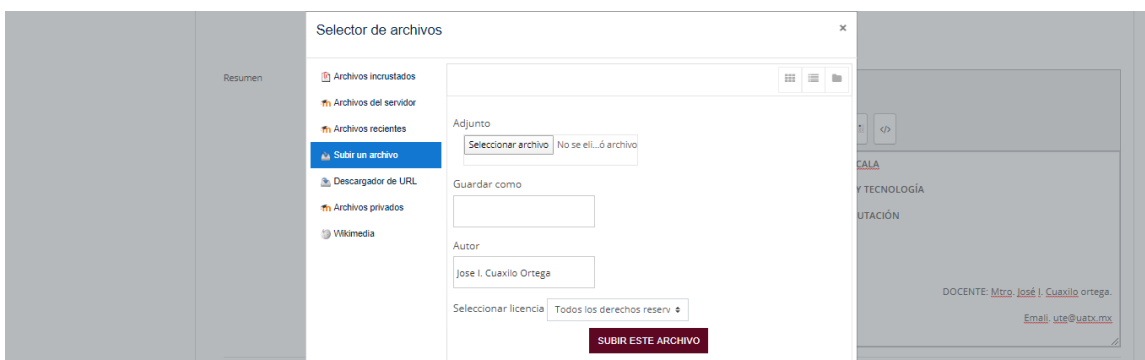 Selector de archivos
×
Resumen
Archivos incrustados
Archivos del servidor
Archivos recientes
Subir un archivo
Descargador de URL
Archivos privados
Wikimedia
Adjunto
Seleccionar archivo No se eli...ó archivo
Guardar como
Autor
Jose I. Cuaxilo Ortega
Seleccionar licencia Todos los derechos reserv
SUBIR ESTE ARCHIVO
</>
CALA
Y TECNOLOGÍA
UTACIÓN
DOCENTE: Mtro. José I. Cuaxilo ortega.
Email. ute@uatx.mx